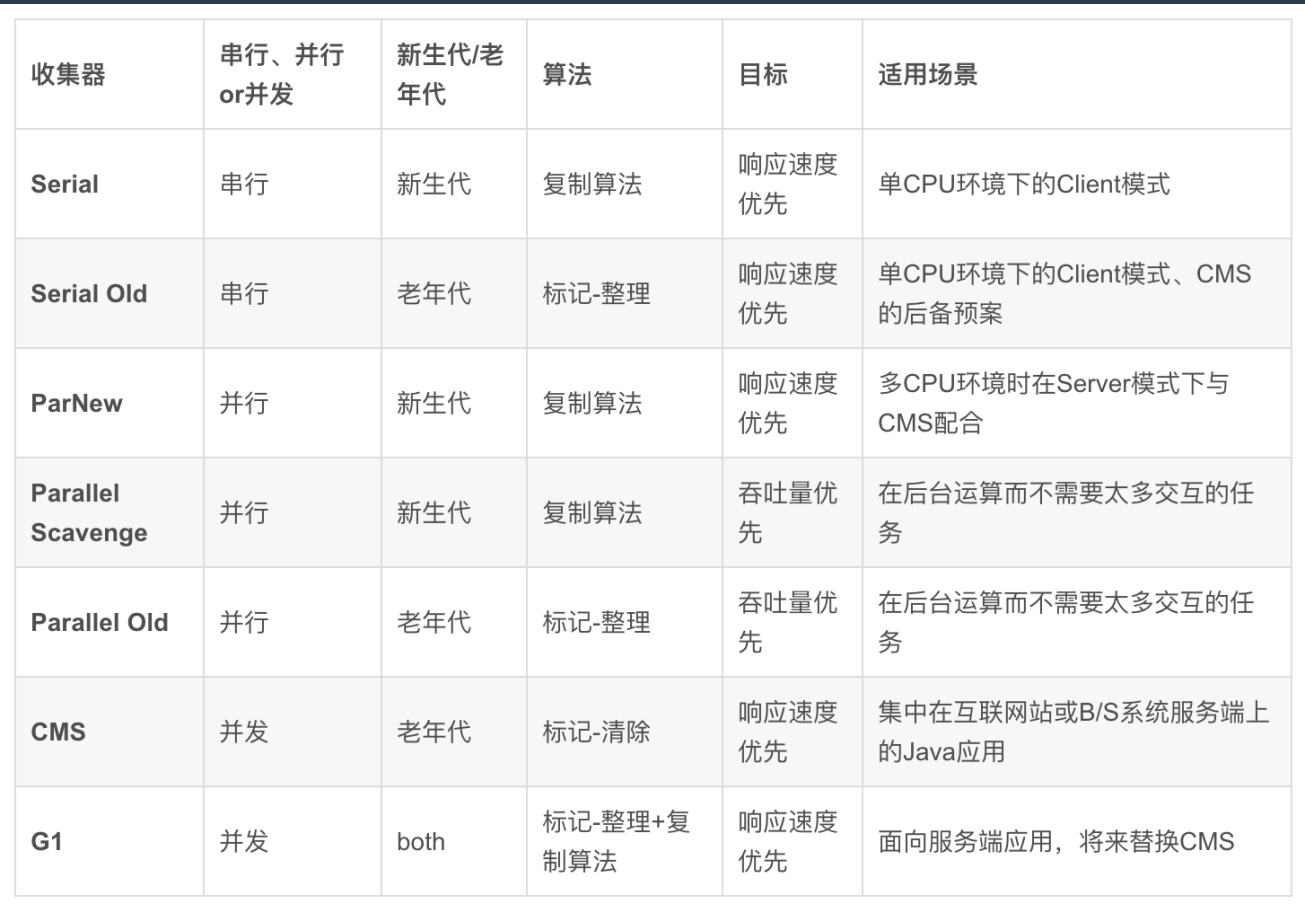 收集器
串行、并行
or并发
新生代/老
年代
算法
目标
适用场景
Serial
串行
新生代
复制算法
响应速度
优先
单CPU环境下的Client模式
Serial Old
串行
老年代
标记-整理
响应速度
优先
单CPU环境下的Client模式、CMS
的后备预案
ParNew
并行
新生代
复制算法
响应速度
优先
多CPU环境时在Server模式下与
CMS配合
Parallel
Scavenge
并行
新生代
复制算法
吞吐量优
先
在后台运算而不需要太多交互的任
务
Parallel Old
并行
老年代
标记-整理
吞吐量优
先
在后台运算而不需要太多交互的任
务
CMS
并发
老年代
标记-清除
响应速度
优先
集中在互联网站或B/S系统服务端上
的Java应用
G1
并发
both
标记-整理+复
制算法
响应速度
优先
面向服务端应用，将来替换CMS